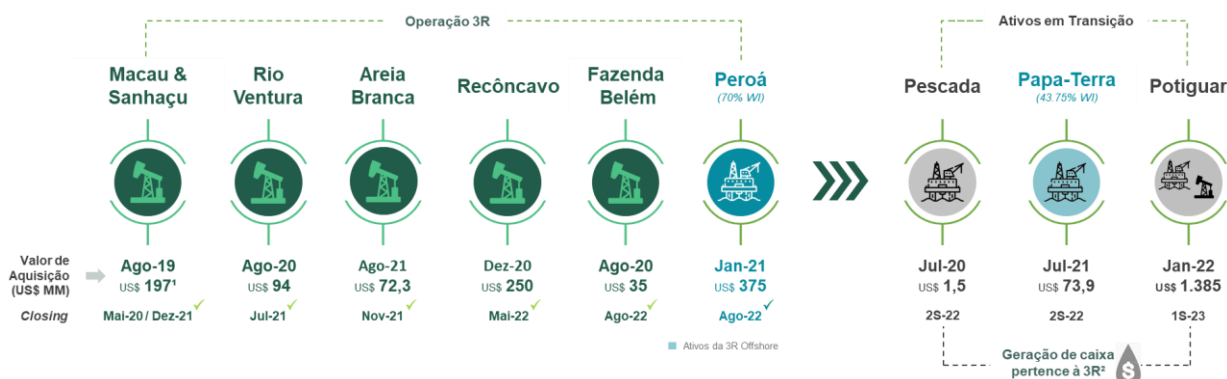 Operação 3R
Ativos em Transição
Macau &
Sanhaçu
Rio
Ventura
Areia
Branca
Recôncavo
Fazenda
Belém
Peroá
(70% WI)
Pescada
Papa-Terra
(43.75% WI)
Potiguar
Valor de
Aquisição
(US$ MM)
Ago-19
US$ 197¹
Ago-20
US$ 94
Ago-21
US$ 72,3
Dez-20
US$ 250
Ago-20
US$ 35
Jan-21
US$ 375
Jul-20
US$ 1,5
Jul-21
US$ 73,9
Jan-22
US$ 1.385
Closing
Mai-20 / Dez-21
Jul-21
Nov-21
Mai-22
Ago-22
Ago-22
2S-22
2S-22
1S-23
Ativos da 3R Offshore
Geração de caixa
pertence à 3R²
$